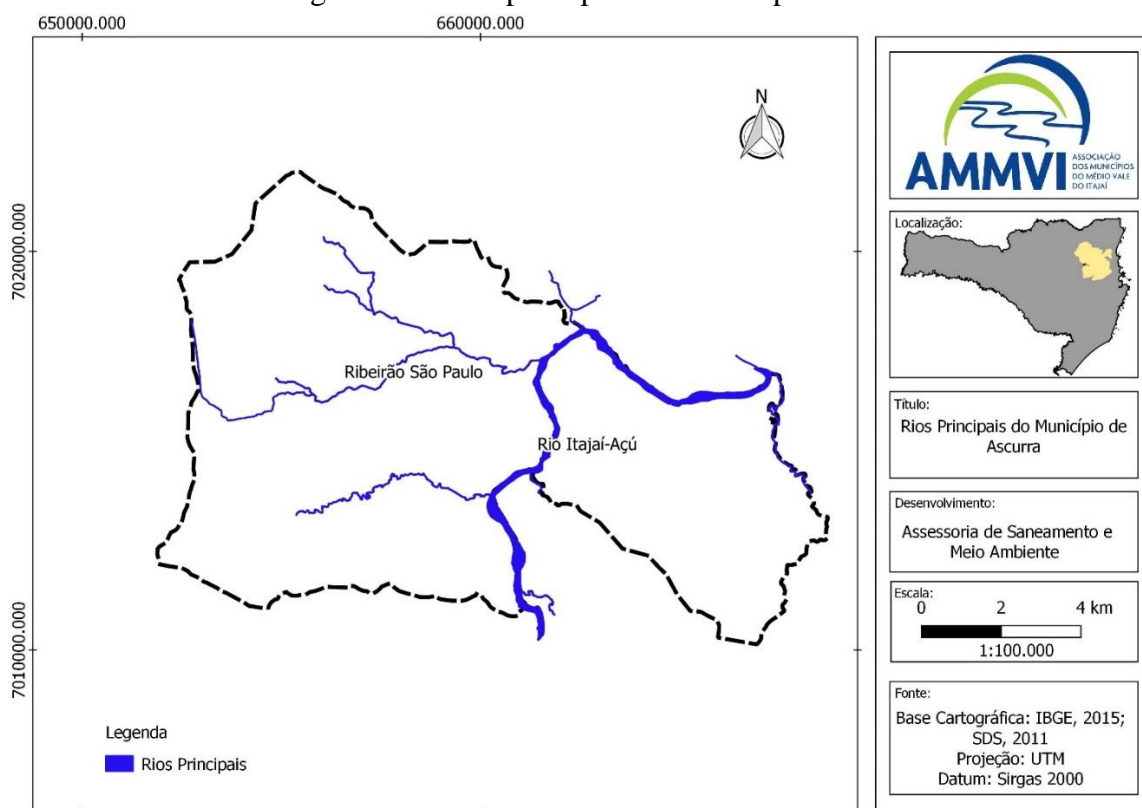 650000.000
660000.000
7020000.000
7010000.000
N
Ribeirão São Paulo
Rio Itajaí-Açú
Legenda
Rios Principais
AMMVI
ASSOCIAÇÃO
DOS MUNICÍPIOS
DO MÉDIO VALE
DO ITAJAÍ
Localização:
Título:
Rios Principais do Município de
Ascurra
Desenvolvimento:
Assessoria de Saneamento e
Meio Ambiente
Escala:
0 2 4 km
1:100.000
Fonte:
Base Cartográfica: IBGE, 2015;
SDS, 2011
Projeção: UTM
Datum: Sirgas 2000